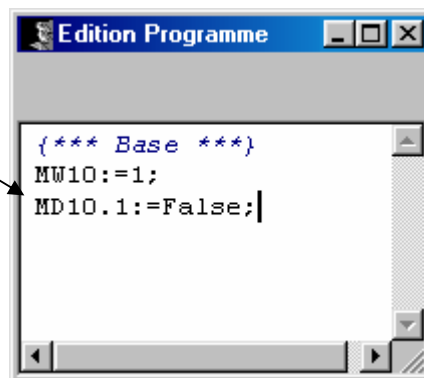 Edition Programme
{*** Base ***}
MW10:=1;
MD10.1:=False;